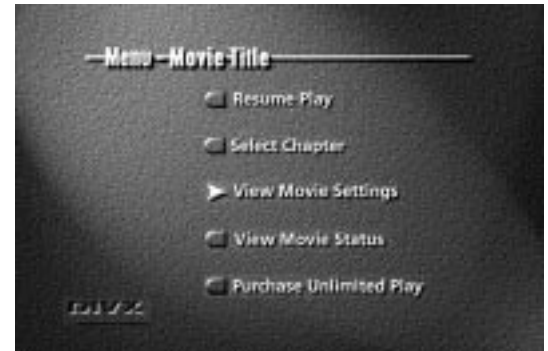 Menu - Movie Title
Resume Play
Select Chapter
View Movie Settings
View Movie Status
Purchase Unlimited Play
DIVX